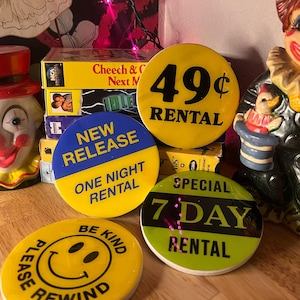 Cheech & C
Next M
49¢
RENTAL
NEW
RELEASE
ONE NIGHT
RENTAL
SPECIAL
7 DAY
RENTAL
BE KIND
PLEASE REWIND